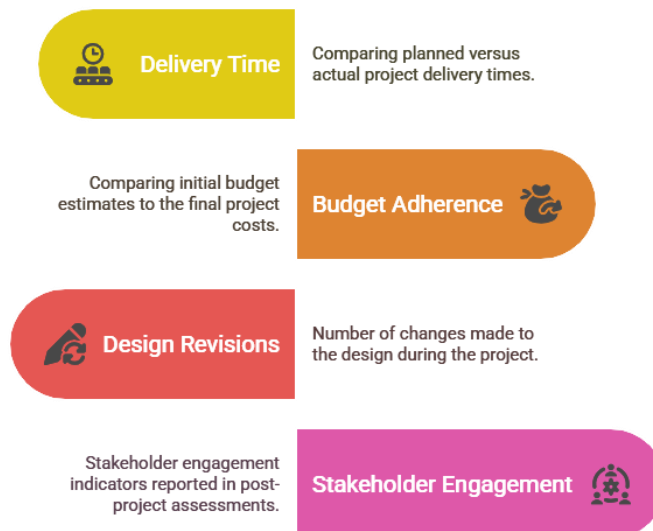 Delivery Time
Comparing planned versus
actual project delivery times.
Comparing initial budget
estimates to the final project
costs.
Budget Adherence
Design Revisions
Number of changes made to
the design during the project.
Stakeholder engagement
indicators reported in post-
project assessments.
Stakeholder Engagement